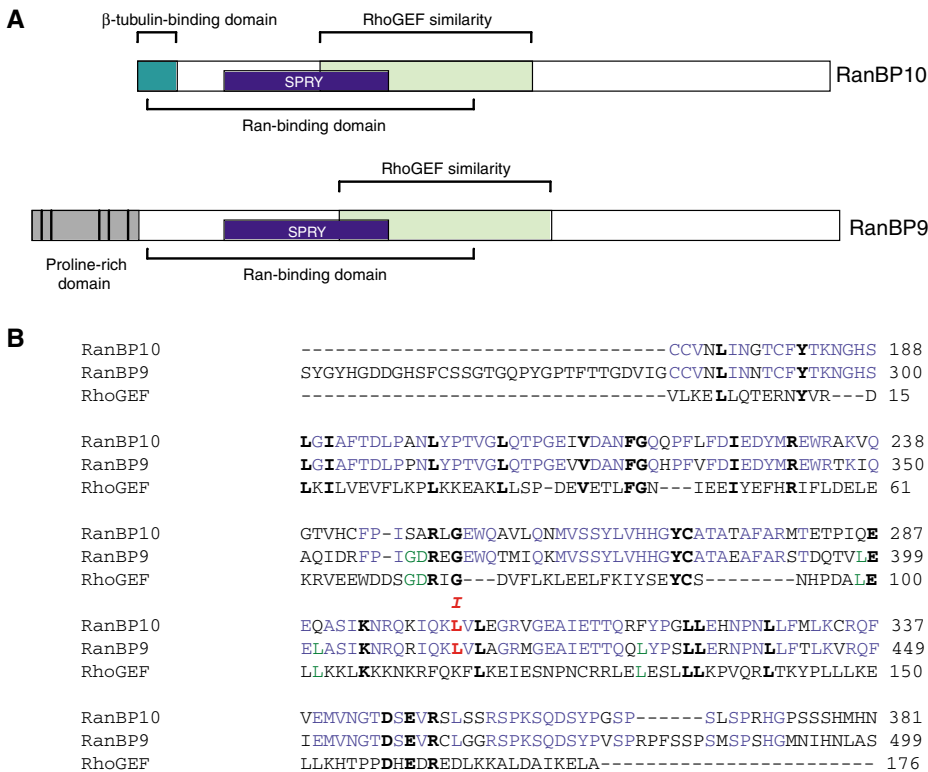 A
β-tubulin-binding domain
RhoGEF similarity
SPRY
RanBP10
Ran-binding domain
RhoGEF similarity
SPRY
RanBP9
Proline-rich
domain
Ran-binding domain
B
RanBP10 -----------------------------------CCVNLINGTCFYTKNGHS 188
RanBP9 SYGYHGDDGHSFCSSGTGQPYGPTFTTGDVIGCCVNLINNTCFYTKNGHS 300
RhoGEF -----------------------------------VLKELLQTERNYVR---D 15
RanBP10 LGIAFTDLPANLYPTVGLQTPGEIVDANFGQQPFLFDIEDYMREWRAKVQ 238
RanBP9 LGIAFTDLPPNLYPTVGLQTPGEVVDANFGQHPFVFDIEDYMREWRTKIQ 350
RhoGEF LKILVEVFLKPLKKEAKLLSP-DEVETLFGN---IEEIYEFHRIFLDELE 61
RanBP10 GTVHCFP-ISARLGEWQAVLQNMVSSYLVHHGYCATATAFARMTETPIQE 287
RanBP9 AQIDRFP-IGDREGEWQTMIQKMVSSYLVHHGYCATAEAFARSTDQTVLE 399
RhoGEF KRVEEWDDSGDRIG---DVFLKLEELFKIYSEYCS--------NHPDALE 100
I
RanBP10 EQASIKNRQKIQKLVLEGRVGEAIETTQRFYPGLLEHNPNLLFMLKCRQF 337
RanBP9 ELASIKNRQRIQKLVLAGRMGEAIETTQQLYPSLLERNPNLLFTLKVRQF 449
RhoGEF LLKKLKKKNKRFQKFLKEIESNPNCRRLELESLLLKPVQRLTKYPLLLKE 150
RanBP10 VEMVNGTDSEVRSLSSRSPKSQDSYPGSP------SLSPRHGPSSSHMHN 381
RanBP9 IEMVNGTDSEVRCLGGRSPKSQDSYPVSPRPFSSPSMSPSHGMNIHNLAS 499
RhoGEF LLKHTPPDHEDREDLKKALDAIKELA------------------------ 176